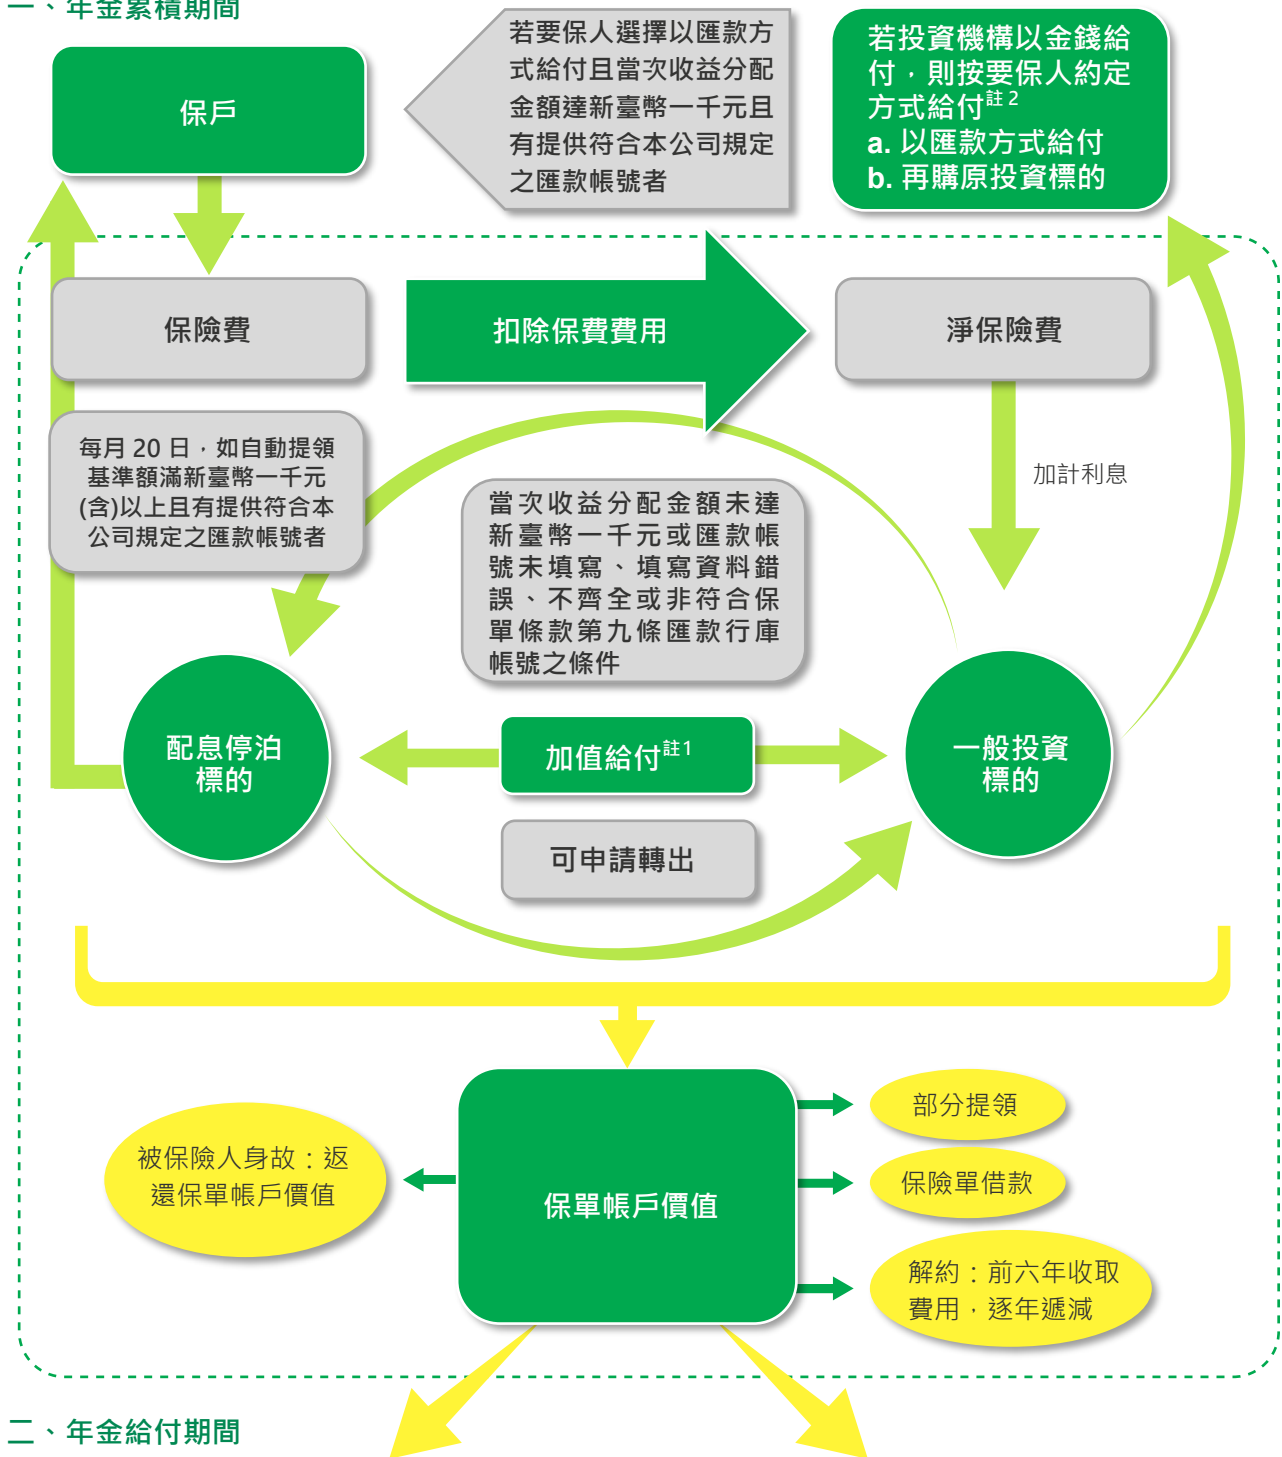 一、年金累積期間
保戶
若要保人選擇以匯款方
式給付且當次收益分配
金額達新臺幣一千元且
有提供符合本公司規定
之匯款帳號者
若投資機構以金錢給
付，則按要保人約定
方式給付註2
a. 以匯款方式給付
b. 再購原投資標的
保險費
扣除保費費用
淨保險費
每月 20 日，如自動提領
基準額滿新臺幣一千元
(含)以上且有提供符合本
公司規定之匯款帳號者
加計利息
當次收益分配金額未達
新臺幣一千元或匯款帳
號未填寫、填寫資料錯
誤、不齊全或非符合保
單條款第九條匯款行庫
帳號之條件
配息停泊
標的
加值給付註1
一般投資
標的
可申請轉出
保單帳戶價值
被保險人身故：返
還保單帳戶價值
部分提領
保險單借款
解約：前六年收取
費用，逐年遞減
二、年金給付期間